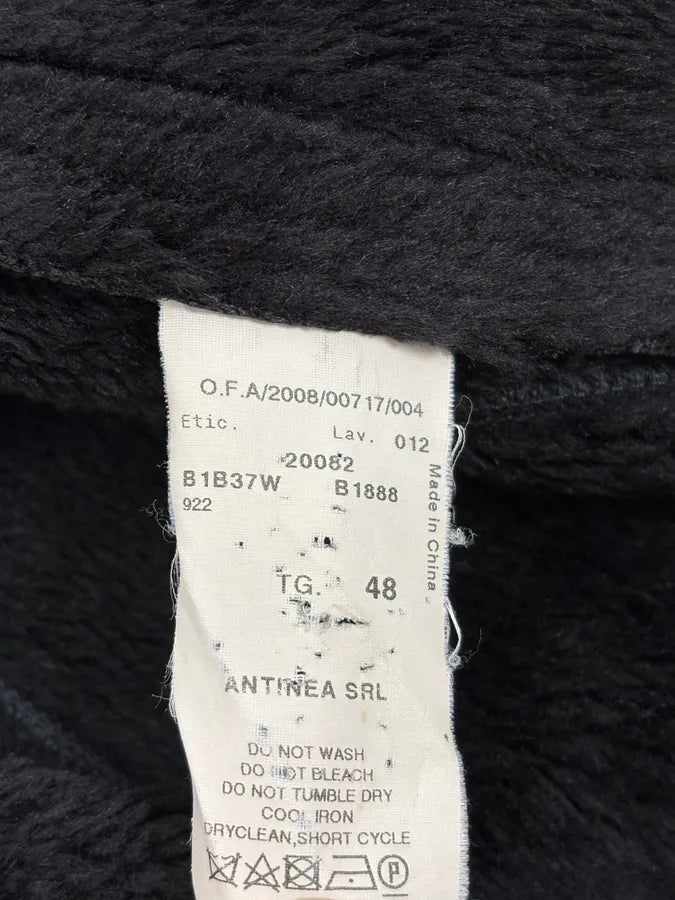 O.F.A/2008/00717/004
Etic. Lav. 012
20082
B1B37W B1888
922
Made in China
TG. 48
ANTINEA SRL
DO NOT WASH
DO NOT BLEACH
DO NOT TUMBLE DRY
COOL IRON
DRYCLEAN,SHORT CYCLE
P